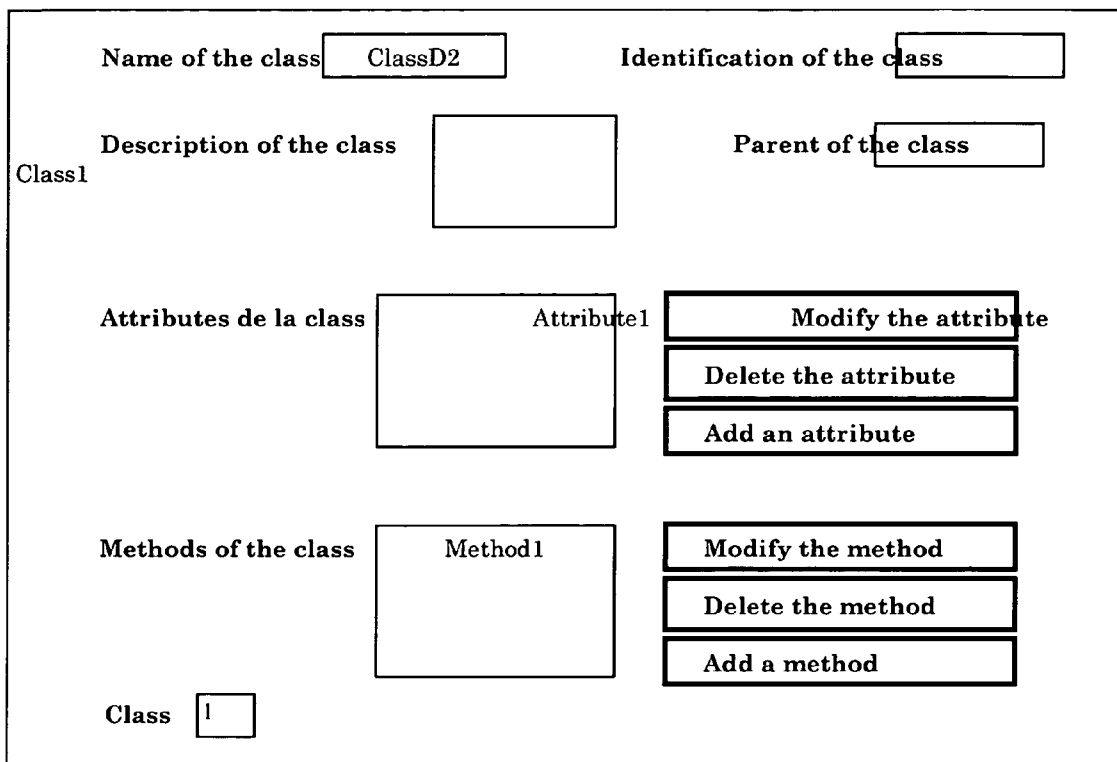 Name of the class ClassD2 Identification of the class
Description of the class Parent of the class
Class1
Attributes de la class Attribute1 Modify the attribute
Delete the attribute
Add an attribute
Methods of the class Method1 Modify the method
Delete the method
Add a method
Class 1